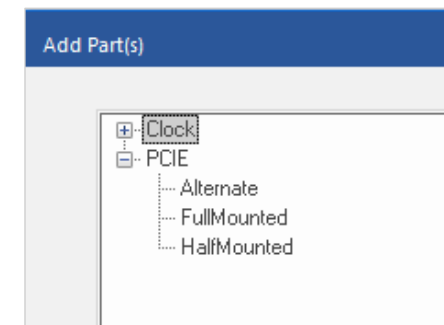 Add Part(s)
Clock
PCIE
Alternate
FullMounted
HalfMounted